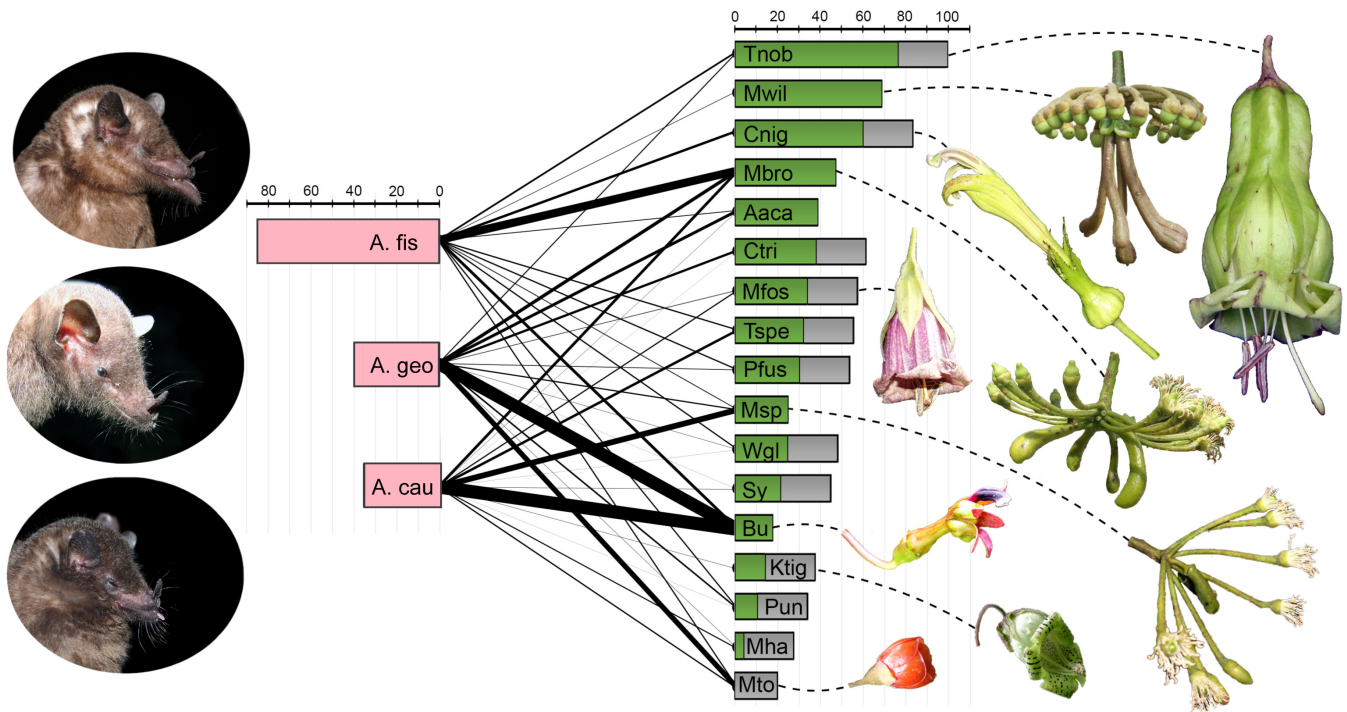 0 20 40 60 80 100
Tnob
Mwil
Cnig
Mbro
80 60 40 20 0
Aaca
A. fis
Ctri
Mfos
Tspe
A. geo
Pfus
Msp
Wgl
A. cau
Sy
Bu
Ktig
Pun
Mha
Mto